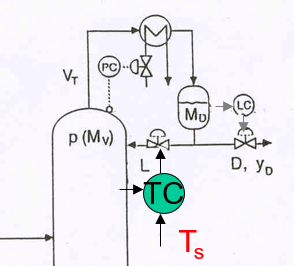 PC
V_T
M_D
LC
p (M_V)
L
D, y_D
TC
T_s